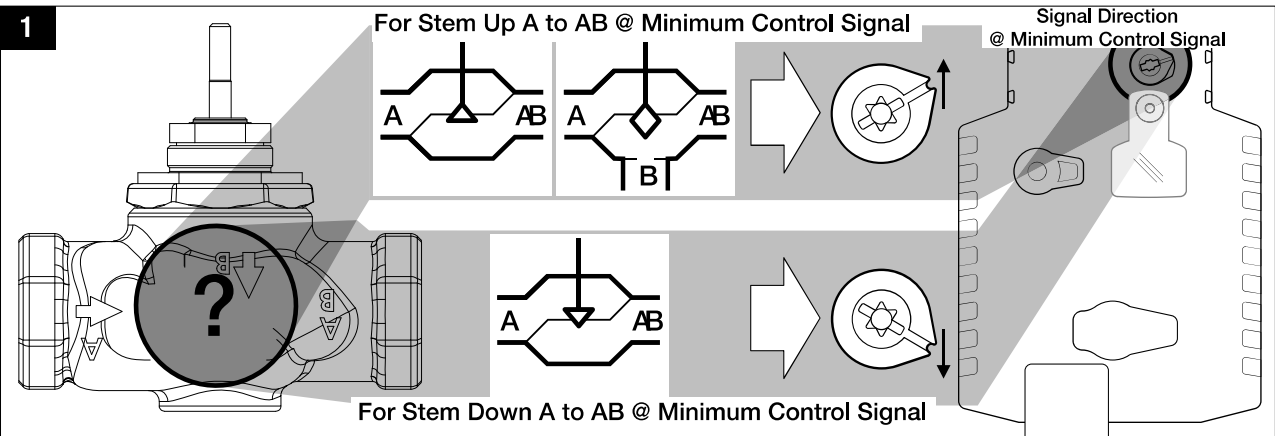 1
For Stem Up A to AB @ Minimum Control Signal
Signal Direction
@ Minimum Control Signal
A AB
A AB
B
?
B
A
AB
A AB
For Stem Down A to AB @ Minimum Control Signal